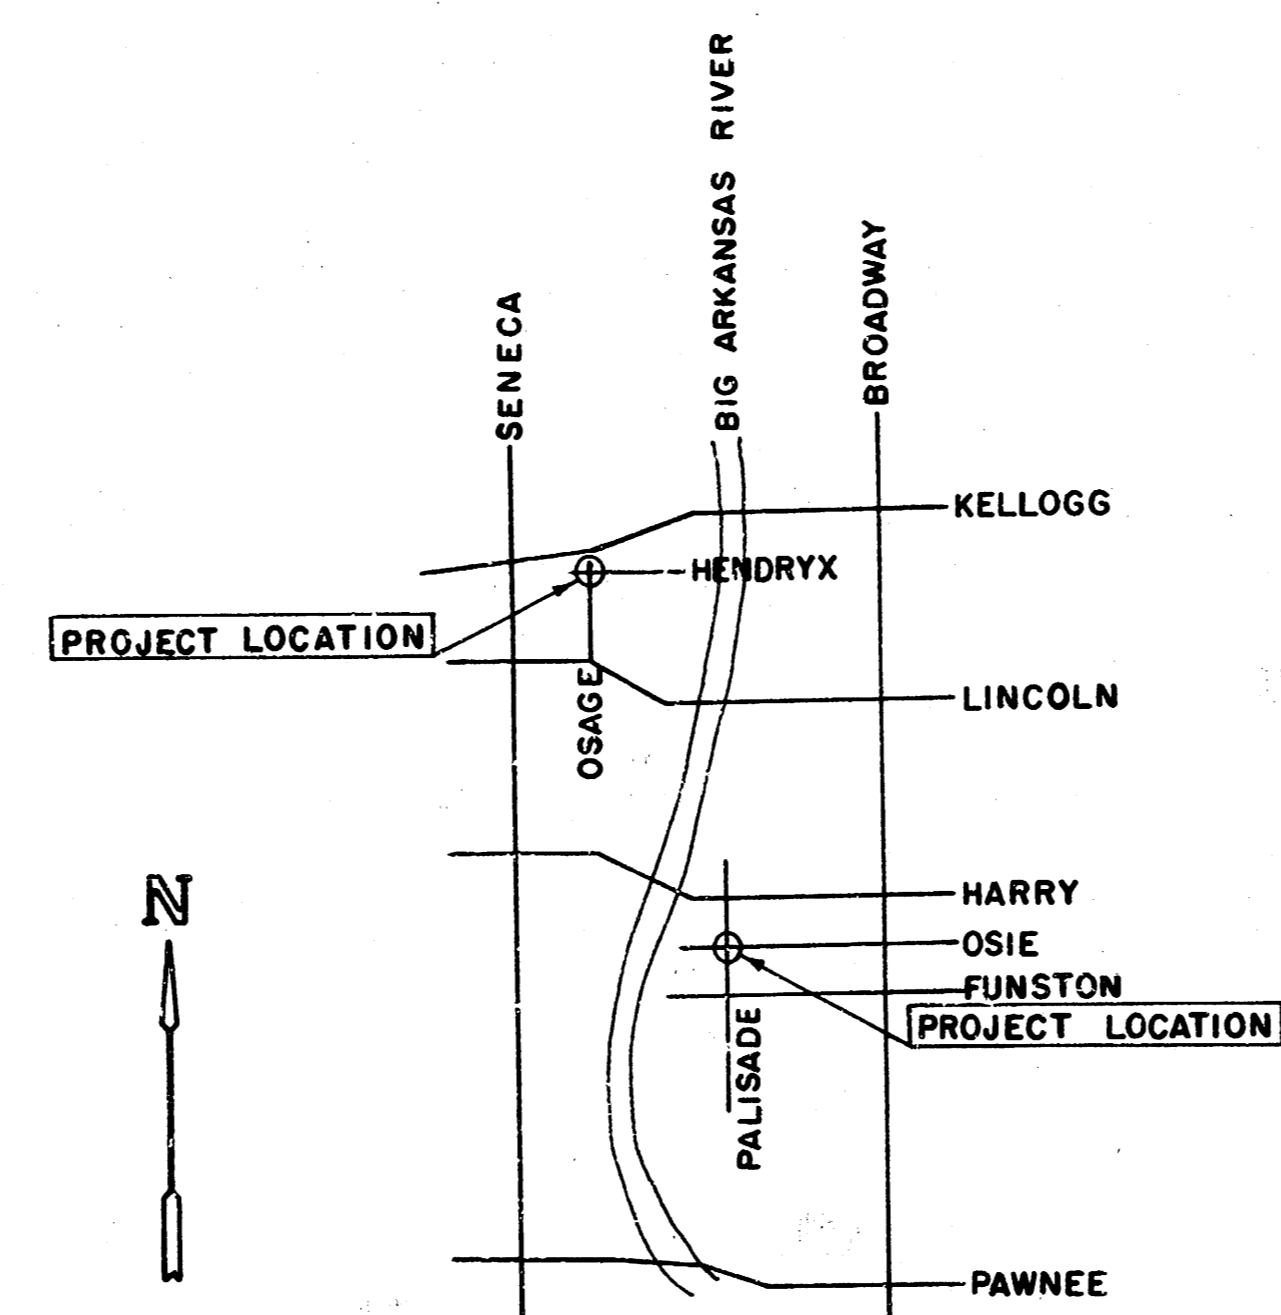 BIG ARKANSAS RIVER
BROADWAY
SENECA
KELLOGG
HENDRYX
PROJECT LOCATION
LINCOLN
OSAGE
N
HARRY
OSIE
FUNSTON
PROJECT LOCATION
PALISADE
PAWNEE